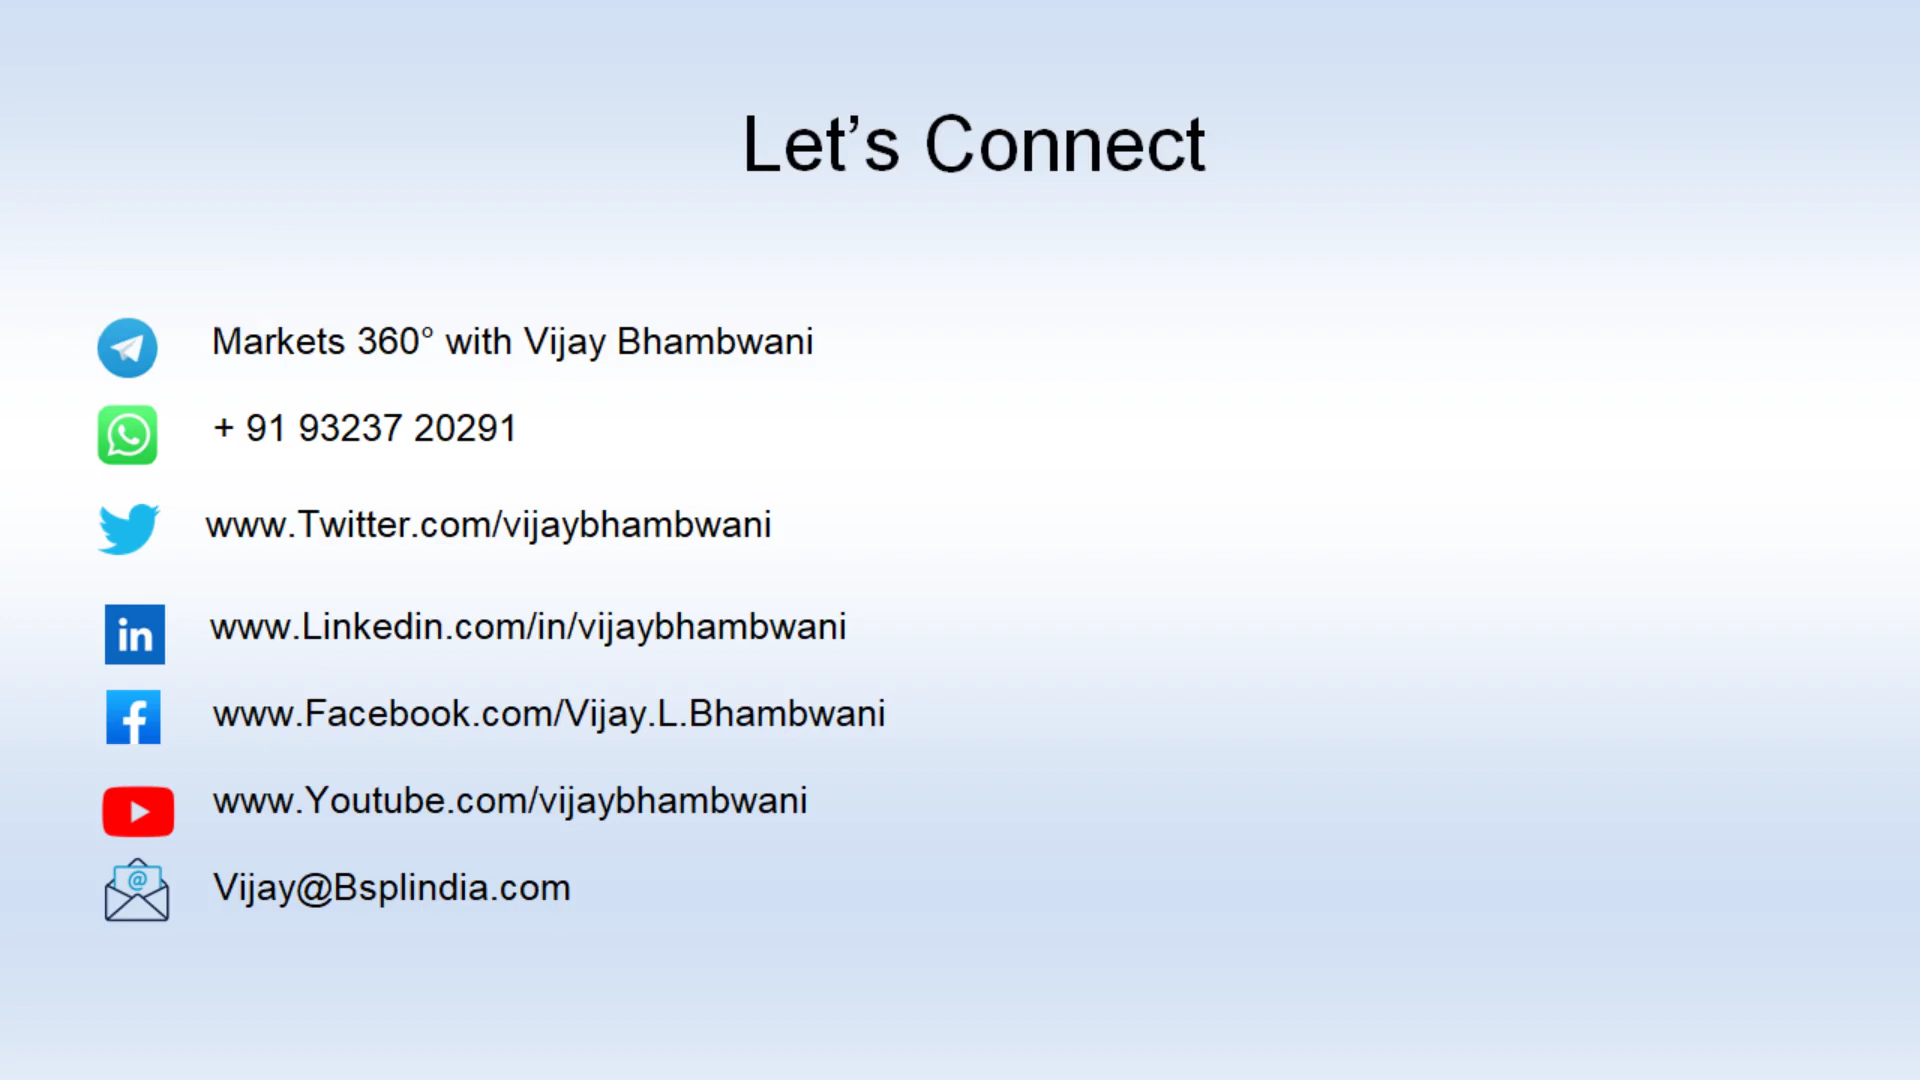 Let’s Connect
Markets 360° with Vijay Bhambwani
+ 91 93237 20291
www.Twitter.com/vijaybhambwani
in www.Linkedin.com/in/vijaybhambwani
f www.Facebook.com/Vijay.L.Bhambwani
www.Youtube.com/vijaybhambwani
@ Vijay@Bsplindia.com